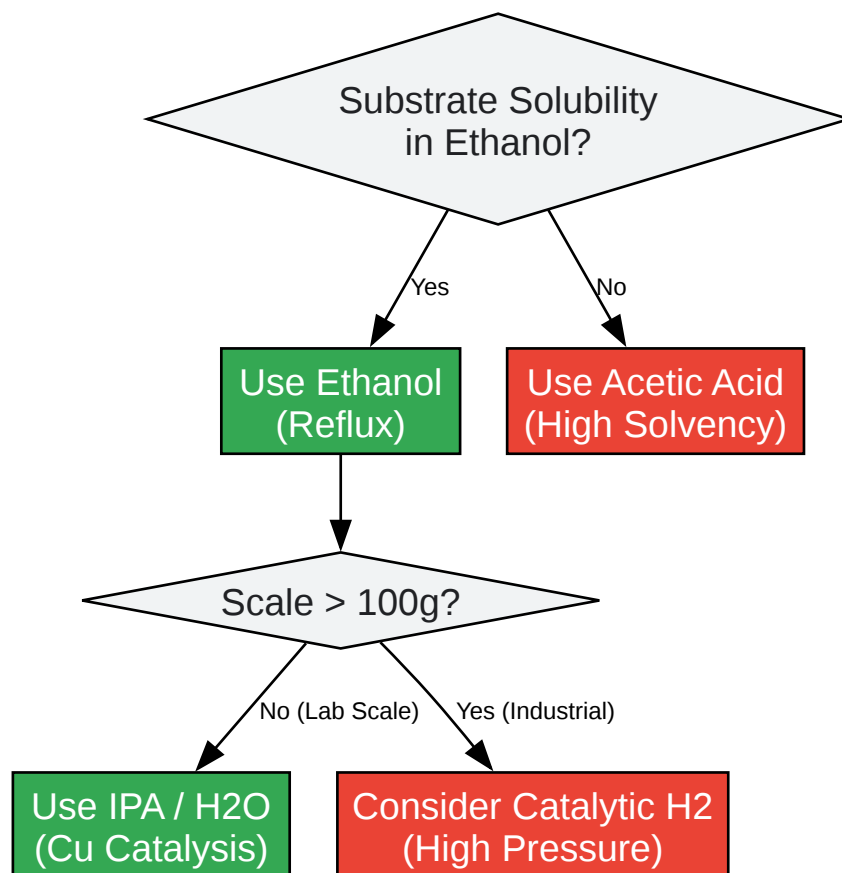 Substrate Solubility
in Ethanol?
Yes
No
Use Ethanol
(Reflux)
Use Acetic Acid
(High Solvency)
Scale > 100g?
No (Lab Scale)
Yes (Industrial)
Use IPA / H2O
(Cu Catalysis)
Consider Catalytic H2
(High Pressure)